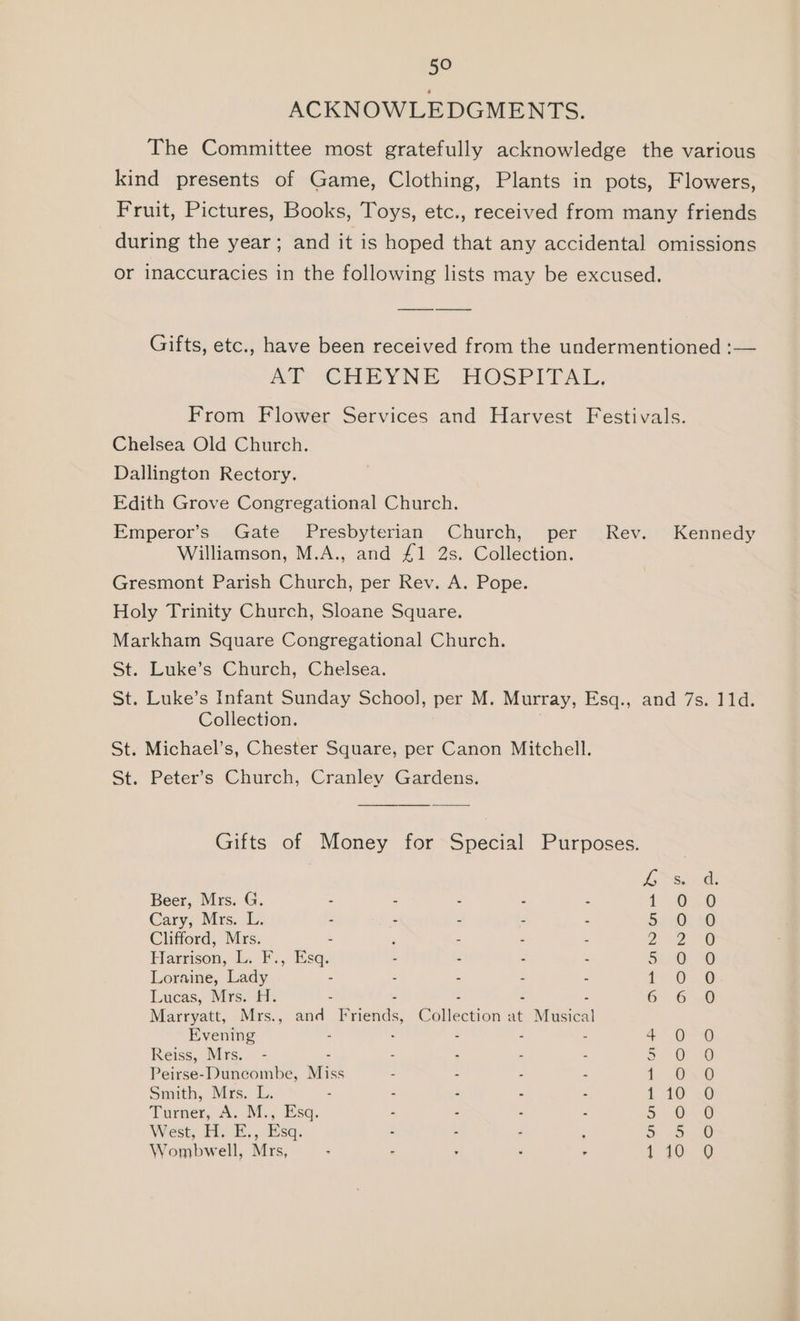 50
ACKNOWLEDGMENTS.
The Committee most gratefully acknowledge the various
kind presents of Game, Clothing, Plants in pots, Flowers,
Fruit, Pictures, Books, Toys, etc., received from many friends
during the year; and it is hoped that any accidental omissions
or inaccuracies in the following lists may be excused.
Gifts, etc., have been received from the undermentioned :—
AT CHEYNE HOSPITAL.
From Flower Services and Harvest Festivals.
Chelsea Old Church.
Dallington Rectory.
Edith Grove Congregational Church.
Emperor's Gate Presbyterian Church, per Rev. Kennedy
Williamson, M.A., and £1 2s. Collection.
Gresmont Parish Church, per Rev. A. Pope.
Holy Trinity Church, Sloane Square.
Markham Square Congregational Church.
St. Luke's Church, Chelsea.
St. Luke's Infant Sunday School, per M. Murray, Esq., and 7s. 11d.
Collection.
St. Michael's, Chester Square, per Canon Mitchell.
St. Peter's Church, Cranley Gardens.
Gifts of Money for Special Purposes.
£ s. d.
Beer, Mrs. G. - - - - - 1 0 0
Cary, Mrs. L. - - - - - 5 0 0
Clifford, Mrs. - - - - - 2 2 0
Harrison, L. F., Esq. - - - - 5 0 0
Loraine, Lady - - - - - 1 0 0
Lucas, Mrs. H. - - - - - 6 6 0
Marryatt, Mrs., and Friends, Collection at Musical
Evening - - - - - 4 0 0
Reiss, Mrs. - - - - - - 5 0 0
Peirse-Duncombe, Miss - - - - 1 0 0
Smith, Mrs. L. - - - - - 1 10 0
Turner, A. M., Esq. - - - - 5 0 0
West, H. E., Esq. - - - - 5 5 0
Wombwell, Mrs, - - - - - 1 10 0